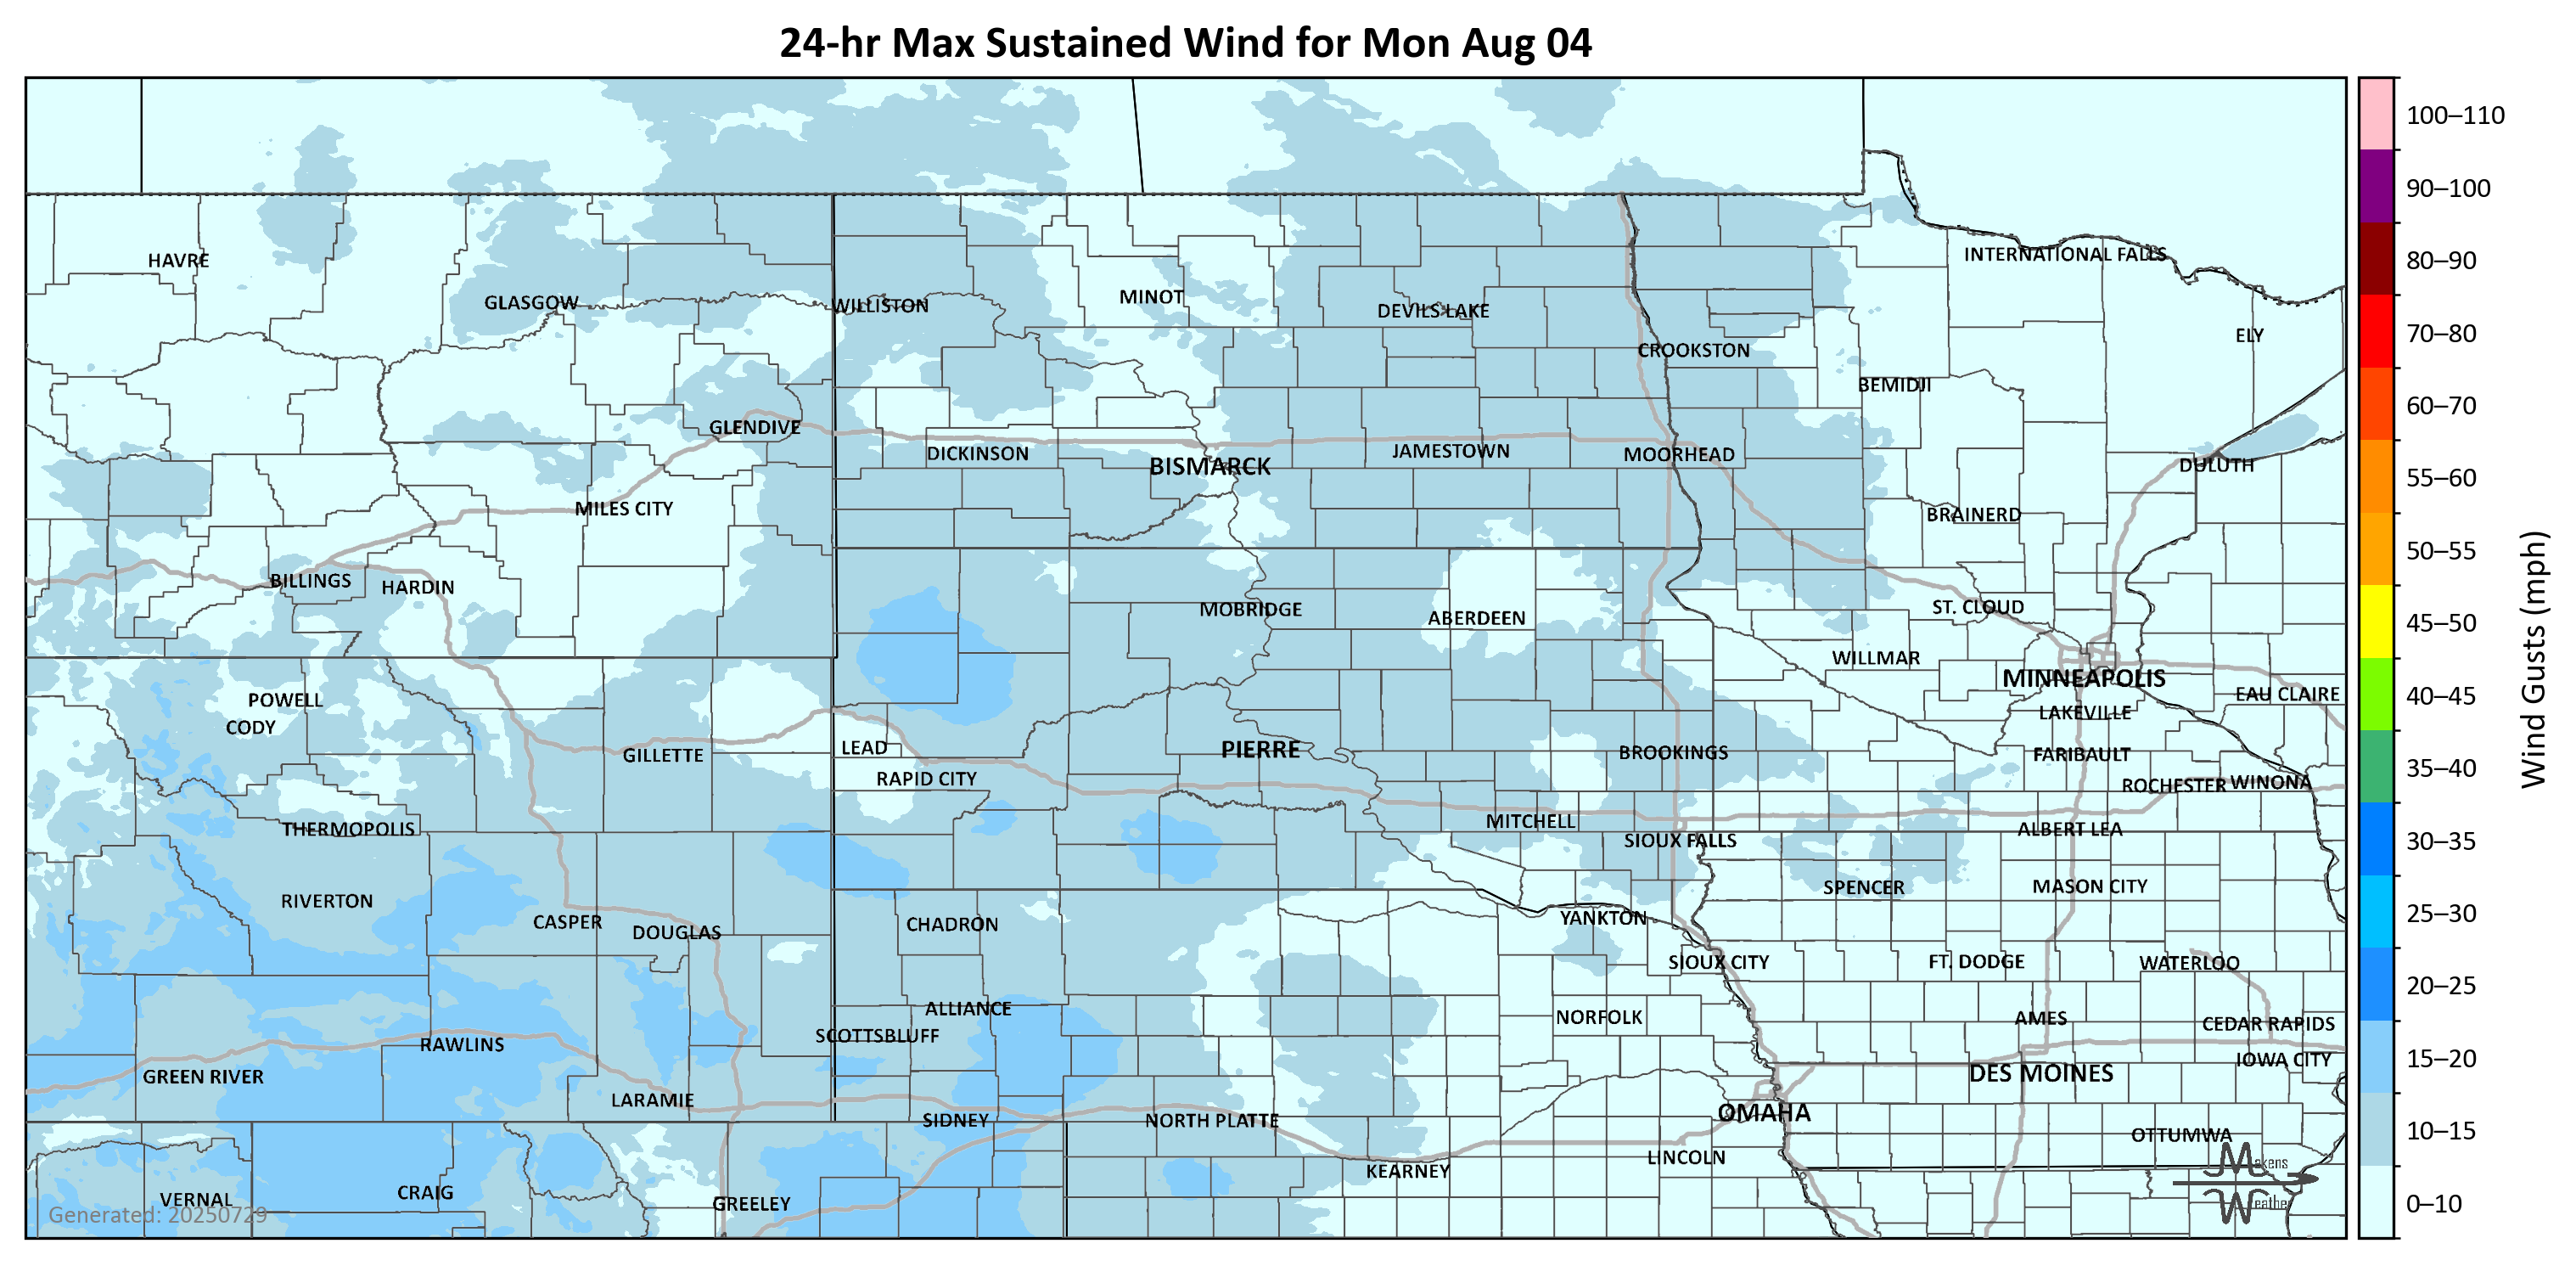 24-hr Max Sustained Wind for Mon Aug 04
100–110
90–100
80–90
70–80
60–70
55–60
50–55
45–50
40–45
35–40
30–35
25–30
20–25
15–20
10–15
0–10
Wind Gusts (mph)
HAVRE
INTERNATIONAL FALLS
GLASGOW
WILLISTON
MINOT
DEVILS LAKE
ELY
CROOKSTON
BEMIDJI
GLENDIVE
DICKINSON
BISMARCK
JAMESTOWN
MOORHEAD
DULUTH
MILES CITY
BRAINERD
BILLINGS
HARDIN
MOBRIDGE
ABERDEEN
ST. CLOUD
WILLMAR
MINNEAPOLIS
POWELL
EAU CLAIRE
CODY
LAKEVILLE
GILLETTE
LEAD
PIERRE
BROOKINGS
FARIBAULT
RAPID CITY
ROCHESTER
WINONA
THERMOPOLIS
MITCHELL
SIOUX FALLS
ALBERT LEA
RIVERTON
SPENCER
MASON CITY
CASPER
DOUGLAS
CHADRON
YANKTON
SIOUX CITY
FT. DODGE
WATERLOO
ALLIANCE
NORFOLK
AMES
CEDAR RAPIDS
RAWLINS
SCOTTSBLUFF
IOWA CITY
GREEN RIVER
DES MOINES
LARAMIE
SIDNEY
NORTH PLATTE
OMAHA
OTTUMWA
KEARNEY
LINCOLN
VERNAL
CRAIG
GREELEY
Generated: 20250729
Makens
Weather